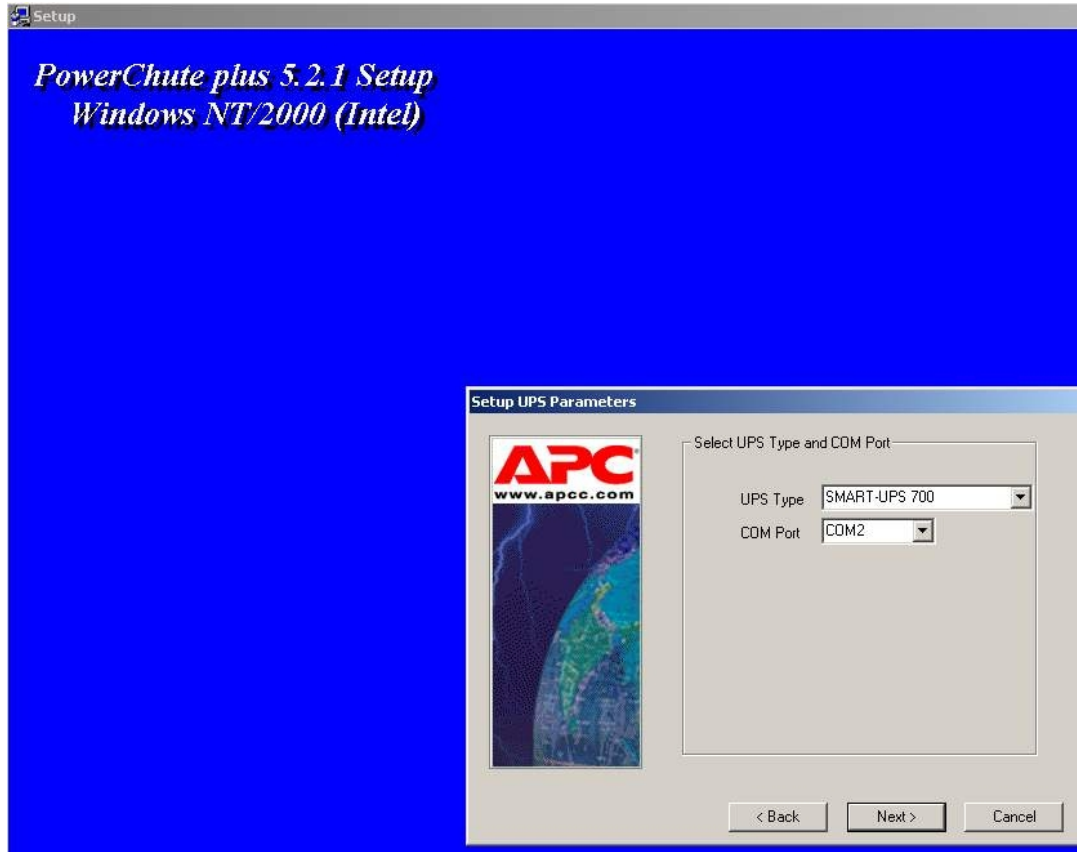 Setup
PowerChute plus 5.2.1 Setup
Windows NT/2000 (Intel)
Setup UPS Parameters
APC
www.apcc.com
Select UPS Type and COM Port
UPS Type SMART-UPS 700
COM Port COM2
< Back Next > Cancel